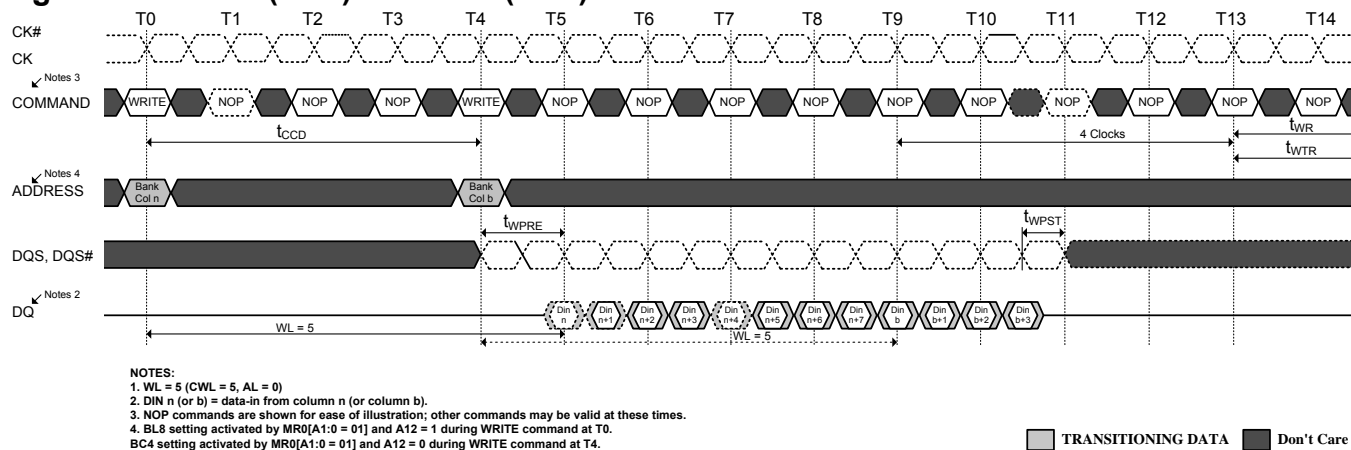 T0 T1 T2 T3 T4 T5 T6 T7 T8 T9 T10 T11 T12 T13 T14
CK#
CK
Notes 3
COMMAND WRITE NOP NOP NOP WRITE NOP NOP NOP NOP NOP NOP NOP NOP NOP NOP
tCCD 4 Clocks tWR
tWTR
Notes 4
ADDRESS Bank Col n Bank Col b
tWPRE tWPST
DQS, DQS#
Notes 2
DQ Din n Din n+1 Din n+2 Din n+3 Din n+4 Din n+5 Din n+6 Din n+7 Din b Din b+1 Din b+2 Din b+3
WL = 5 WL = 5
NOTES:
1. WL = 5 (CWL = 5, AL = 0)
2. DIN n (or b) = data-in from column n (or column b).
3. NOP commands are shown for ease of illustration; other commands may be valid at these times.
4. BL8 setting activated by MR0[A1:0 = 01] and A12 = 1 during WRITE command at T0.
BC4 setting activated by MR0[A1:0 = 01] and A12 = 0 during WRITE command at T4.
TRANSITIONING DATA Don't Care